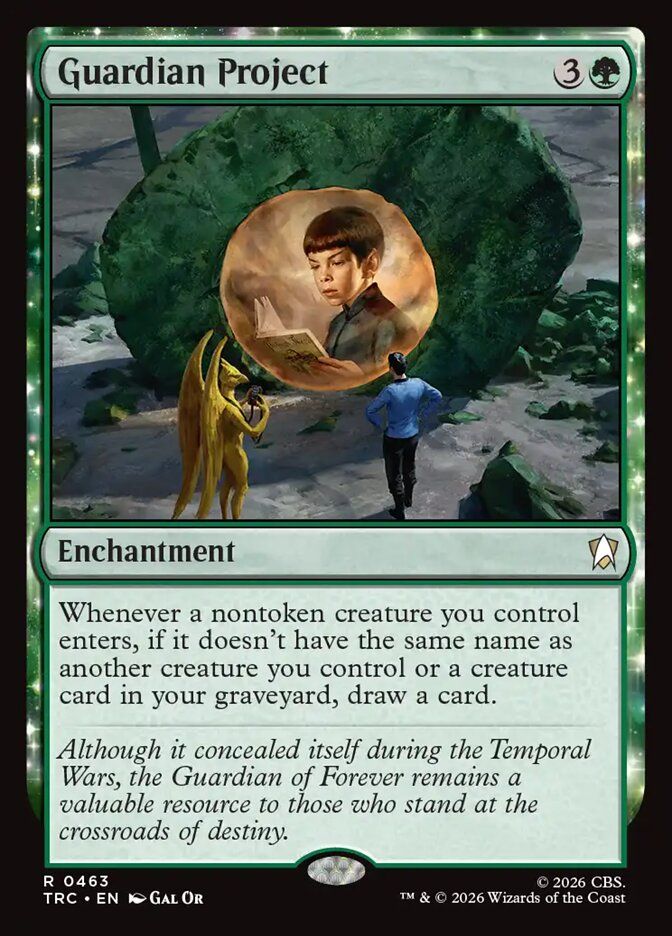 Guardian Project 3
Enchantment
Whenever a nontoken creature you control
enters, if it doesn't have the same name as
another creature you control or a creature
card in your graveyard, draw a card.
Although it concealed itself during the Temporal
Wars, the Guardian of Forever remains a
valuable resource to those who stand at the
crossroads of destiny.
R 0463 © 2026 CBS.
TRC • EN Gal Or ™ & © 2026 Wizards of the Coast